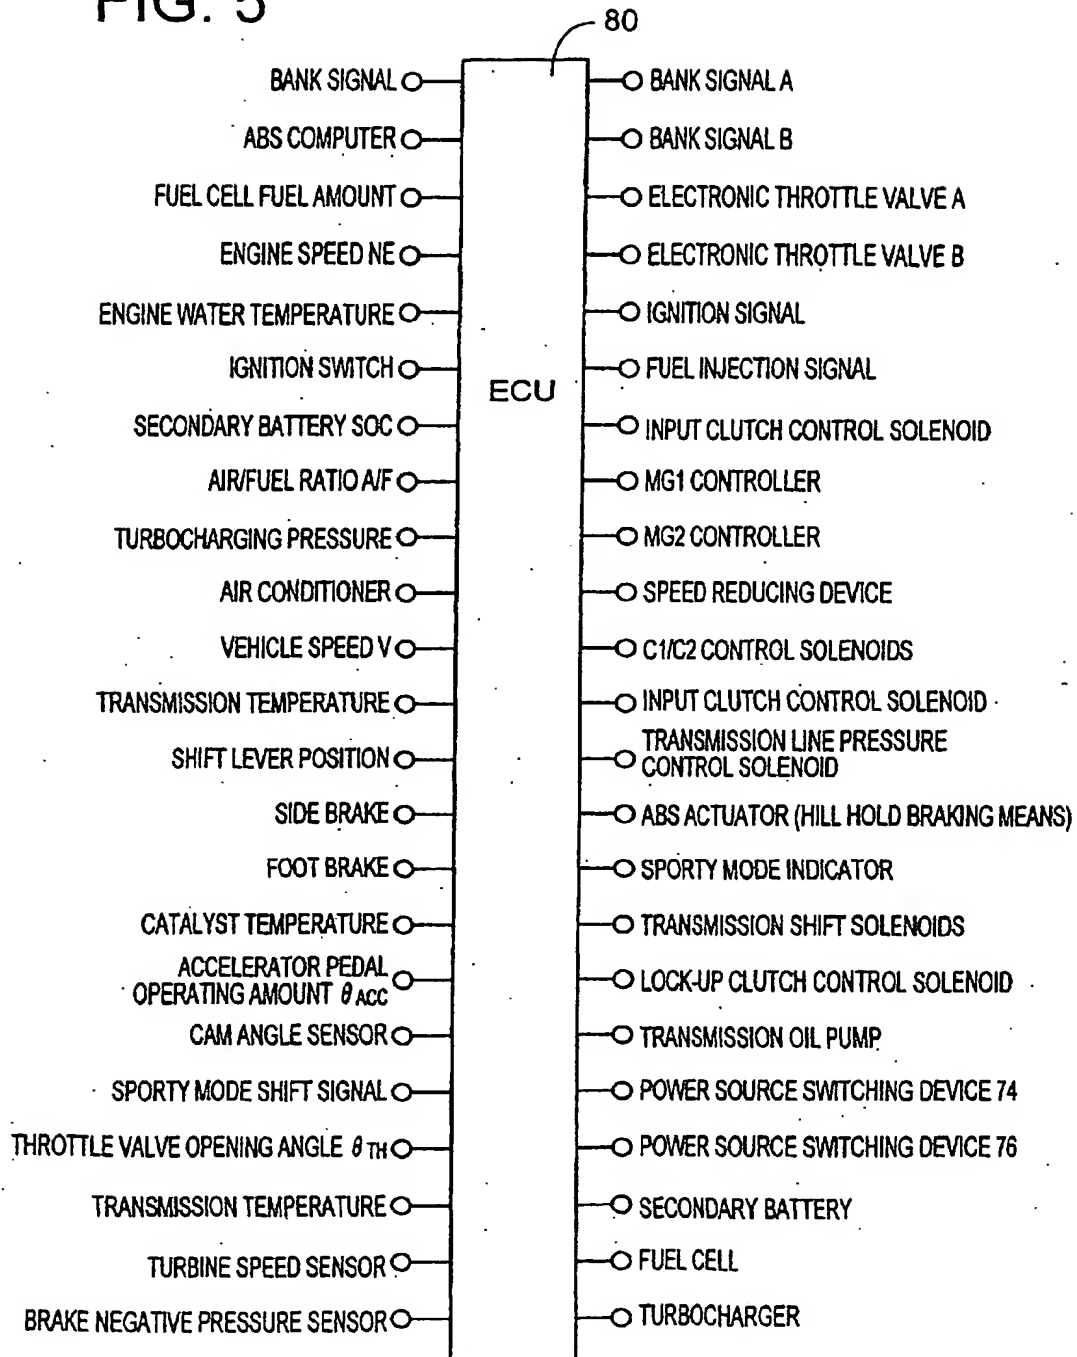 FIG. 5
80
BANK SIGNAL
ABS COMPUTER
FUEL CELL FUEL AMOUNT
ENGINE SPEED NE
ENGINE WATER TEMPERATURE
IGNITION SWITCH
SECONDARY BATTERY SOC
AIR/FUEL RATIO A/F
TURBOCHARGING PRESSURE
AIR CONDITIONER
VEHICLE SPEED V
TRANSMISSION TEMPERATURE
SHIFT LEVER POSITION
SIDE BRAKE
FOOT BRAKE
CATALYST TEMPERATURE
ACCELERATOR PEDAL
OPERATING AMOUNT θ ACC
CAM ANGLE SENSOR
SPORTY MODE SHIFT SIGNAL
THROTTLE VALVE OPENING ANGLE θ TH
TRANSMISSION TEMPERATURE
TURBINE SPEED SENSOR
BRAKE NEGATIVE PRESSURE SENSOR
ECU
BANK SIGNAL A
BANK SIGNAL B
ELECTRONIC THROTTLE VALVE A
ELECTRONIC THROTTLE VALVE B
IGNITION SIGNAL
FUEL INJECTION SIGNAL
INPUT CLUTCH CONTROL SOLENOID
MG1 CONTROLLER
MG2 CONTROLLER
SPEED REDUCING DEVICE
C1/C2 CONTROL SOLENOIDS
INPUT CLUTCH CONTROL SOLENOID
TRANSMISSION LINE PRESSURE
CONTROL SOLENOID
ABS ACTUATOR (HILL HOLD BRAKING MEANS)
SPORTY MODE INDICATOR
TRANSMISSION SHIFT SOLENOIDS
LOCK-UP CLUTCH CONTROL SOLENOID
TRANSMISSION OIL PUMP
POWER SOURCE SWITCHING DEVICE 74
POWER SOURCE SWITCHING DEVICE 76
SECONDARY BATTERY
FUEL CELL
TURBOCHARGER